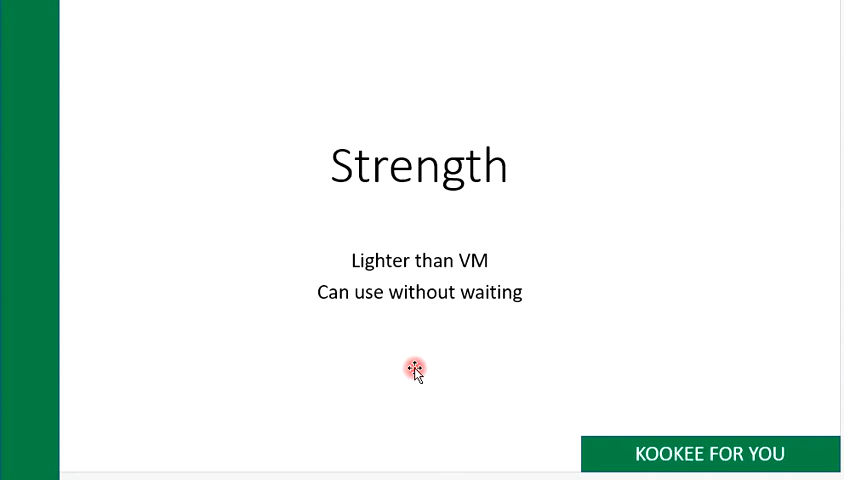 Strength
Lighter than VM
Can use without waiting
KOOKEE FOR YOU